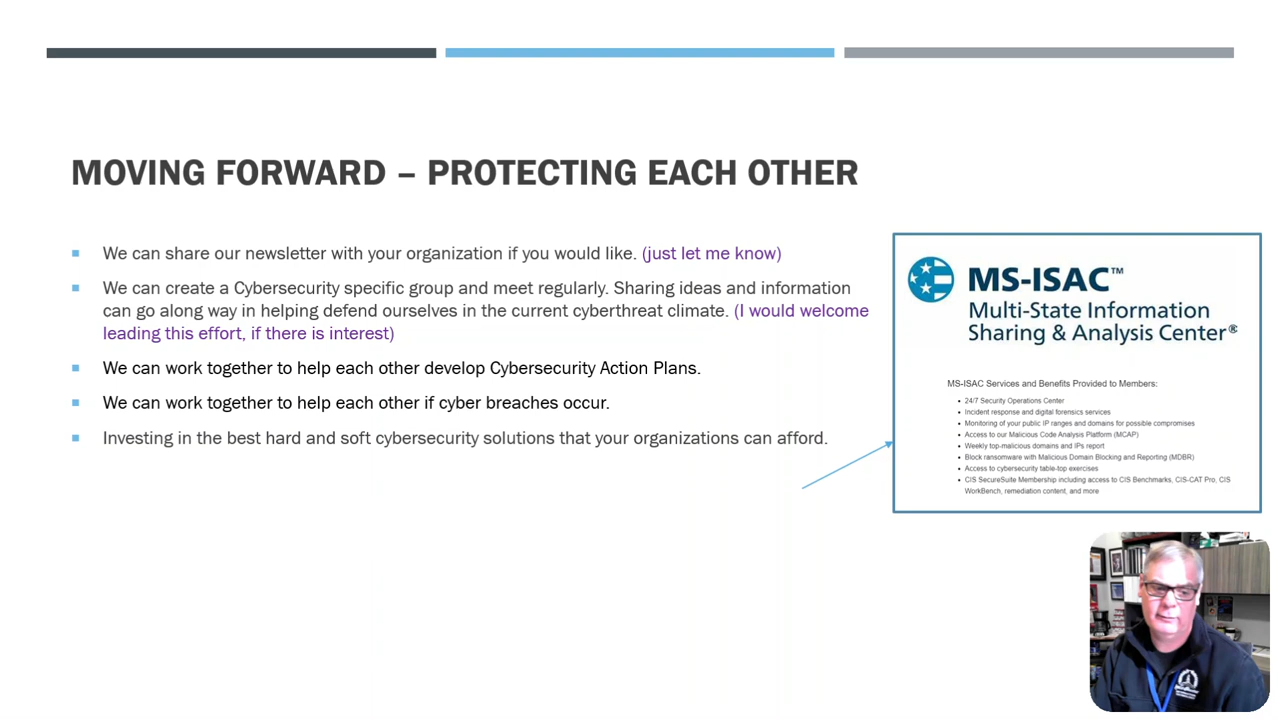 MOVING FORWARD – PROTECTING EACH OTHER
We can share our newsletter with your organization if you would like. (just let me know)
We can create a Cybersecurity specific group and meet regularly. Sharing ideas and information
can go along way in helping defend ourselves in the current cyberthreat climate. (I would welcome
leading this effort, if there is interest)
We can work together to help each other develop Cybersecurity Action Plans.
We can work together to help each other if cyber breaches occur.
Investing in the best hard and soft cybersecurity solutions that your organizations can afford.
MS-ISAC™
Multi-State Information
Sharing & Analysis Center®
MS-ISAC Services and Benefits Provided to Members:
24/7 Security Operations Center
Incident response and digital forensics services
Monitoring of your public IP ranges and domains for possible compromises
Access to our Malicious Code Analysis Platform (MCAP)
Weekly top-malicious domains and IPs report
Block ransomware with Malicious Domain Blocking and Reporting (MDBR)
Access to cybersecurity table-top exercises
CIS SecureSuite Membership including access to CIS Benchmarks, CIS-CAT Pro, CIS
WorkBench, remediation content, and more